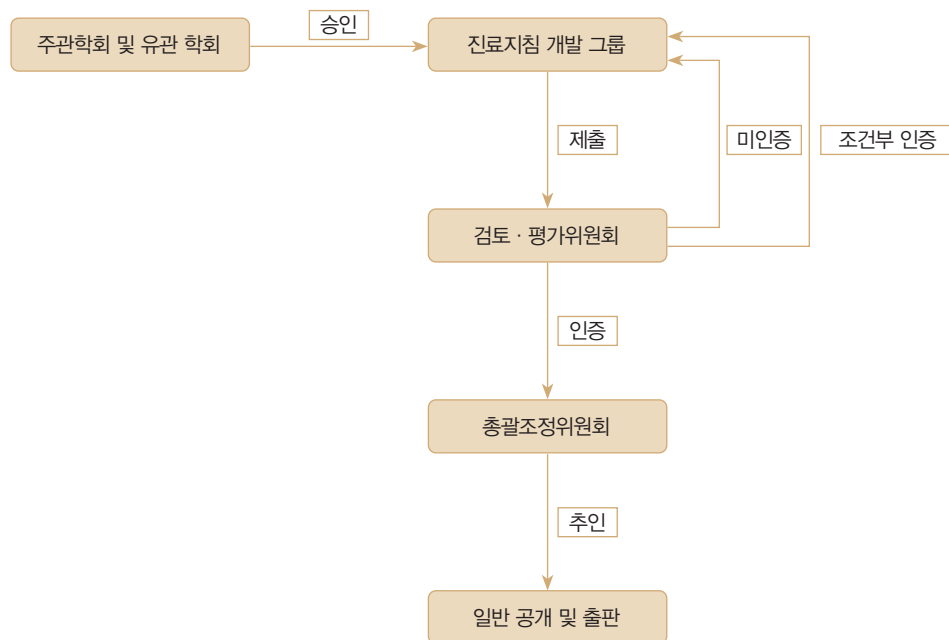 승인
주관학회 및 유관 학회
진료지침 개발 그룹
제출
미인증
조건부 인증
검토 · 평가위원회
인증
총괄조정위원회
추인
일반 공개 및 출판